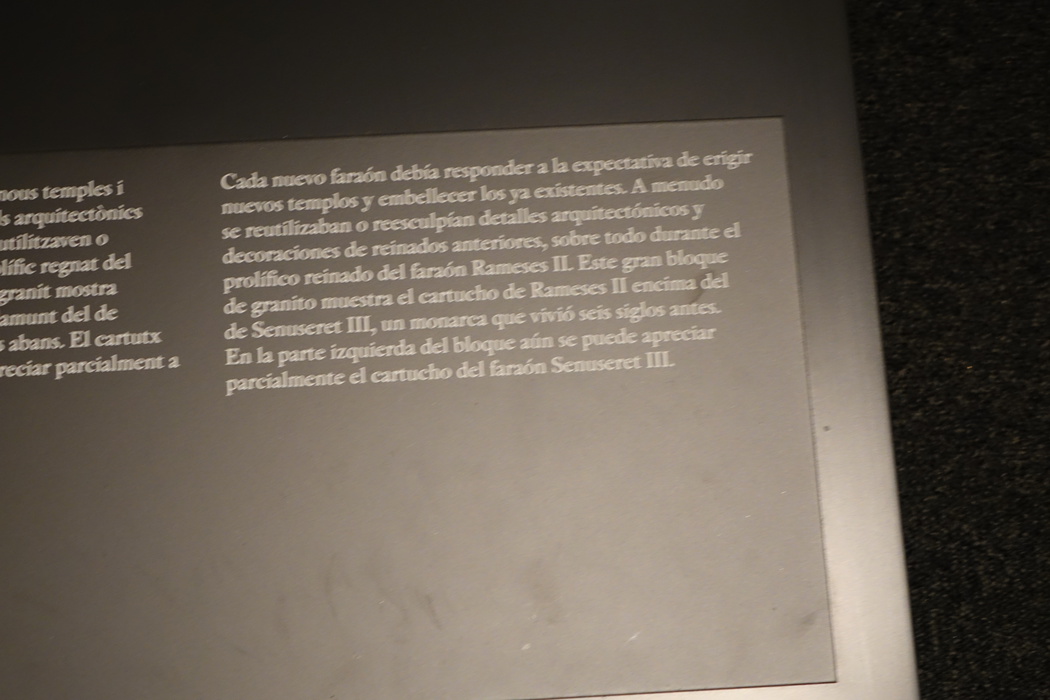 nous temples i
arquitectònics
utilitzaven o
regnat del
granit mostra
amunt del de
abans. El cartutx
parcialment a
Cada nuevo faraón debía responder a la expectativa de erigir
nuevos templos y embellecer los ya existentes. A menudo
se reutilizaban o reesculpían detalles arquitectónicos y
decoraciones de reinados anteriores, sobre todo durante el
prolífico reinado del faraón Rameses II. Este gran bloque
de granito muestra el cartucho de Rameses II encima del
de Senuseret III, un monarca que vivió seis siglos antes.
En la parte izquierda del bloque aún se puede apreciar
parcialmente el cartucho del faraón Senuseret III.